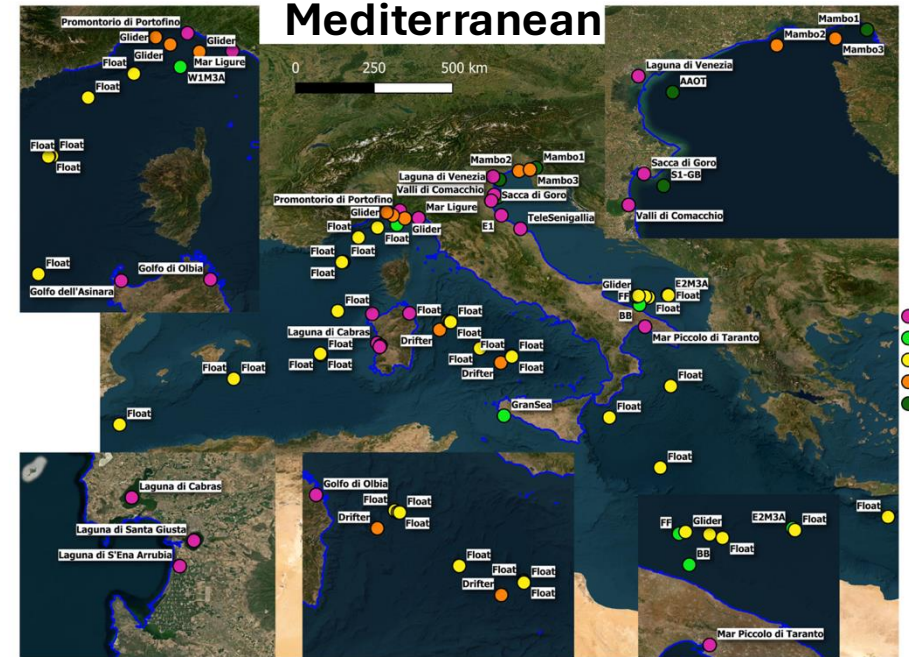 Mediterranean
Promontorio di Portofino
Glider
Glider
Glider
Mar Ligure
Float
W1M3A
Float
Float
Float
Float
Float
Golfo di Olbia
Golfo dell'Asinara
0 250 500 km
Mambo1
Mambo2
Mambo3
Laguna di Venezia
AAOT
Sacca di Goro
S1-GB
Valli di Comacchio
Mambo2
Mambo1
Laguna di Venezia
Mambo3
Valli di Comacchio
Sacca di Goro
Promontorio di Portofino
Mar Ligure
TeleSenigallia
Glider
E1
Glider
Float
Float
Float
Float
Glider
E2M3A
FF
Float
Float
BB
Mar Piccolo di Taranto
Float
Float
Float
Laguna di Cabras
Float
Drifter
Float
Float
Float
Float
Float
Drifter
Float
Float
Float
GranSea
Float
Float
Float
Float
Float
Laguna di Cabras
Laguna di Santa Giusta
Laguna di S'Ena Arrubia
Golfo di Olbia
Float
Float
Drifter
Float
Float
Float
Float
Drifter
Float
FF
Glider
E2M3A
Float
Float
BB
Mar Piccolo di Taranto